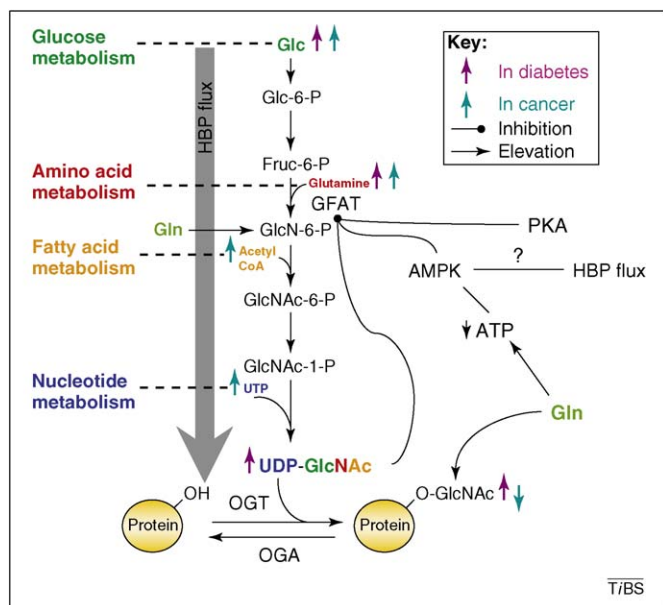 Glucose
metabolism
Glc
Key:
In diabetes
In cancer
Inhibition
Elevation
HBP flux
Glc-6-P
Fruc-6-P
Amino acid
metabolism
Glutamine
GFAT
Gln
GlcN-6-P
PKA
Fatty acid
metabolism
Acetyl
CoA
AMPK
?
HBP flux
GlcNAc-6-P
ATP
GlcNAc-1-P
Nucleotide
metabolism
UTP
Gln
UDP-GlcNAc
OH
O-GlcNAc
Protein
OGT
Protein
OGA
TiBS